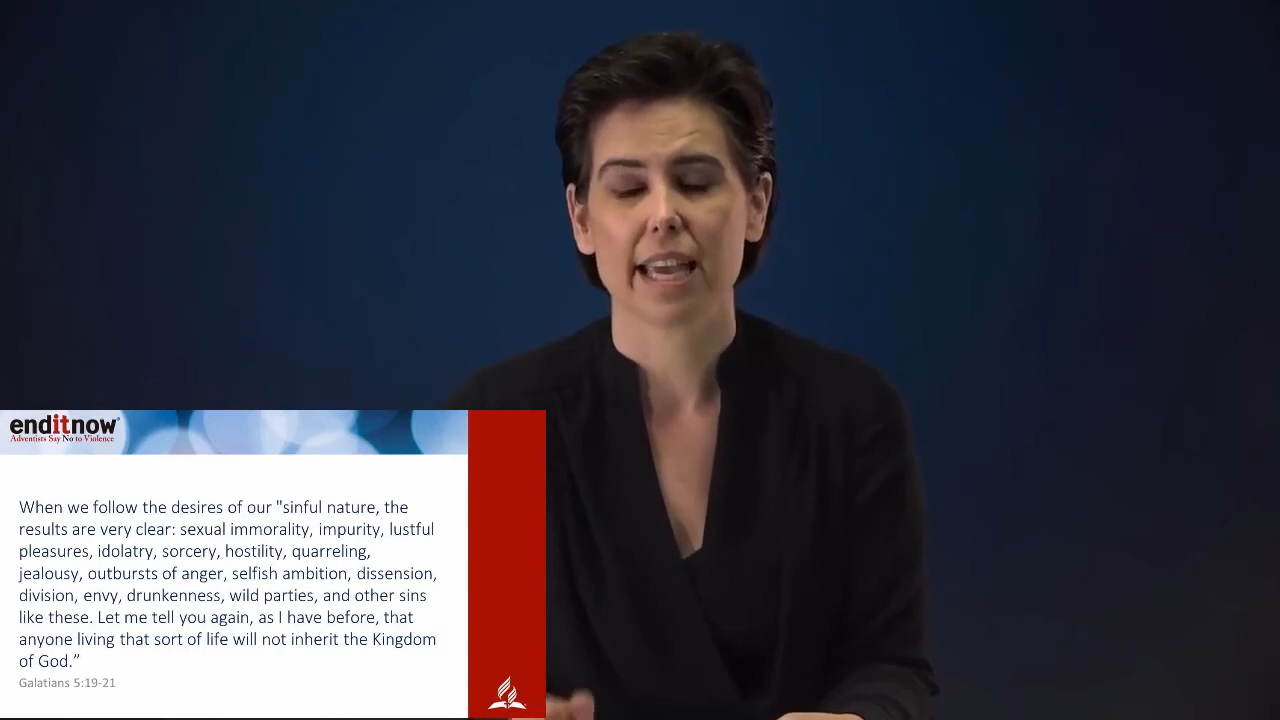 enditnow®
Adventists Say No to Violence
When we follow the desires of our "sinful nature, the
results are very clear: sexual immorality, impurity, lustful
pleasures, idolatry, sorcery, hostility, quarreling,
jealousy, outbursts of anger, selfish ambition, dissension,
division, envy, drunkenness, wild parties, and other sins
like these. Let me tell you again, as I have before, that
anyone living that sort of life will not inherit the Kingdom
of God.”
Galatians 5:19-21